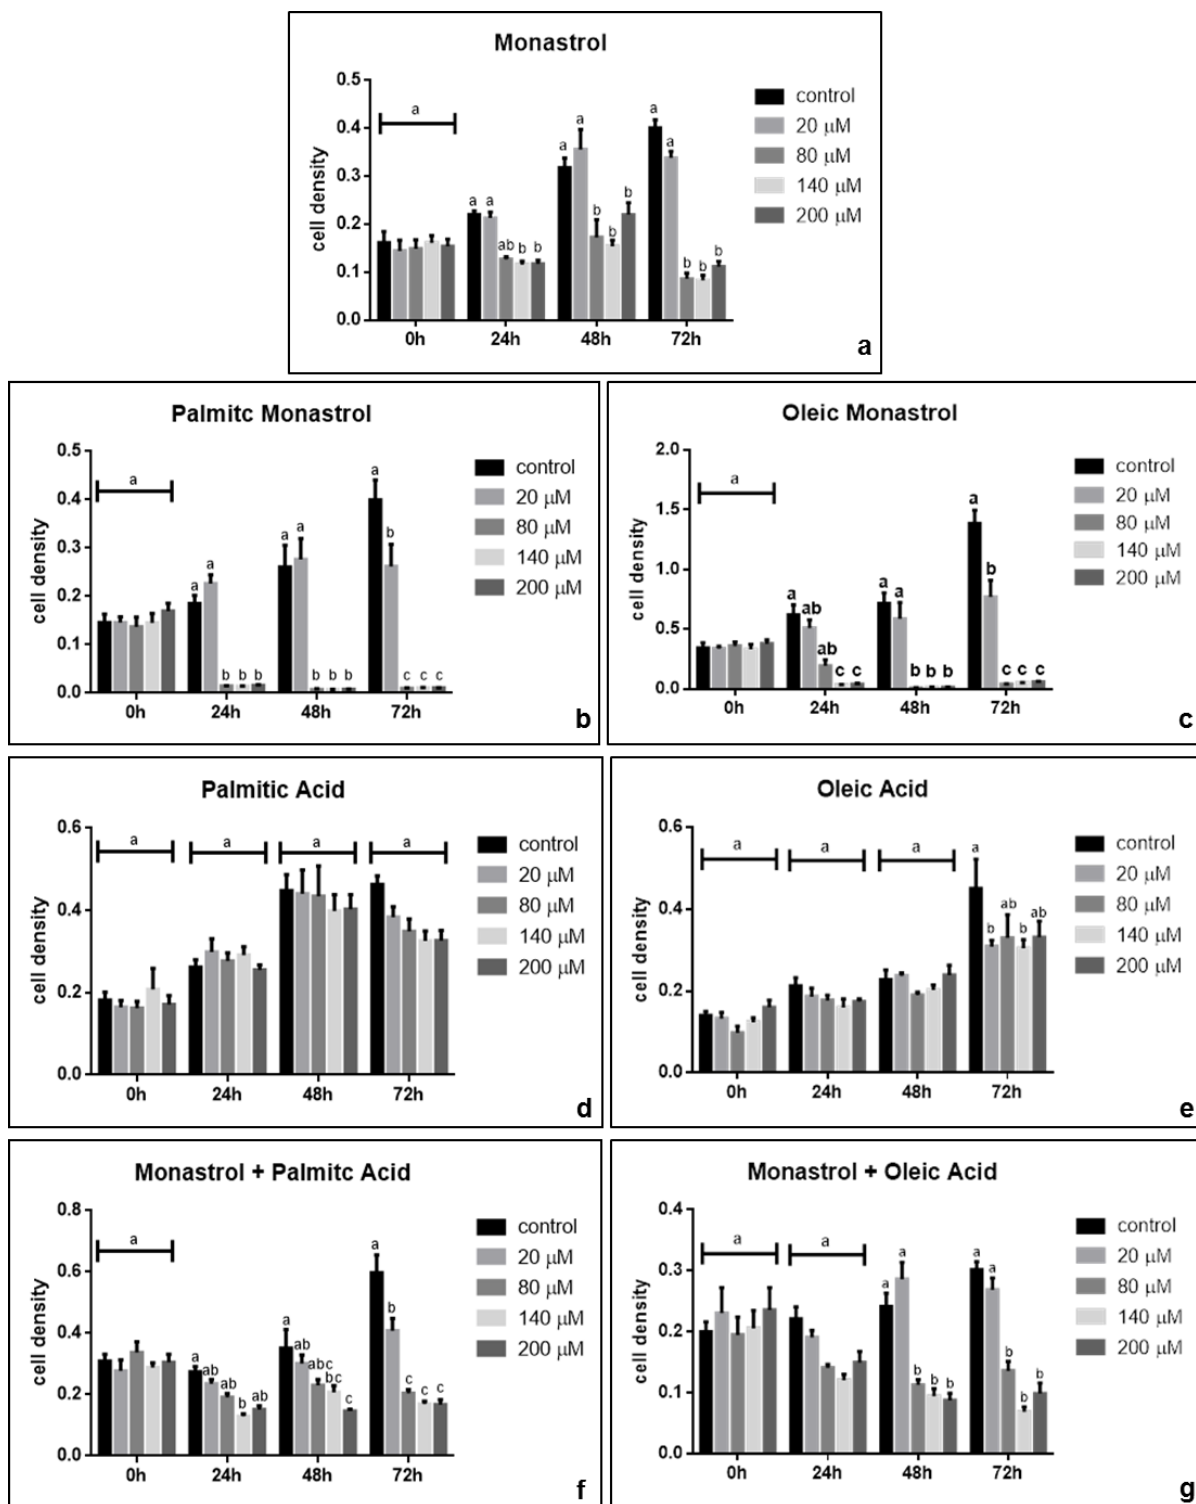 Monastrol
0.5
0.4
0.3
0.2
0.1
0.0
cell density
a
a a ab b b
a a b b b
a a b b b
0h 24h 48h 72h
control
20 µM
80 µM
140 µM
200 µM
a
Palmitc Monastrol
0.5
0.4
0.3
0.2
0.1
0.0
cell density
a
a a b b b
a a b b b
a b c c c
0h 24h 48h 72h
control
20 µM
80 µM
140 µM
200 µM
b
Oleic Monastrol
2.0
1.5
1.0
0.5
0.0
cell density
a
a ab ab c c
a a b b b
a b c c c
0h 24h 48h 72h
control
20 µM
80 µM
140 µM
200 µM
c
Palmitic Acid
0.6
0.4
0.2
0.0
cell density
a a a a
0h 24h 48h 72h
control
20 µM
80 µM
140 µM
200 µM
d
Oleic Acid
0.6
0.4
0.2
0.0
cell density
a a a
a b ab b ab
0h 24h 48h 72h
control
20 µM
80 µM
140 µM
200 µM
e
Monastrol + Palmitc Acid
0.8
0.6
0.4
0.2
0.0
cell density
a
a ab ab b ab
a ab abc bc c
a b c c c
0h 24h 48h 72h
control
20 µM
80 µM
140 µM
200 µM
f
Monastrol + Oleic Acid
0.4
0.3
0.2
0.1
0.0
cell density
a a
a a b b b
a a b b b
0h 24h 48h 72h
control
20 µM
80 µM
140 µM
200 µM
g